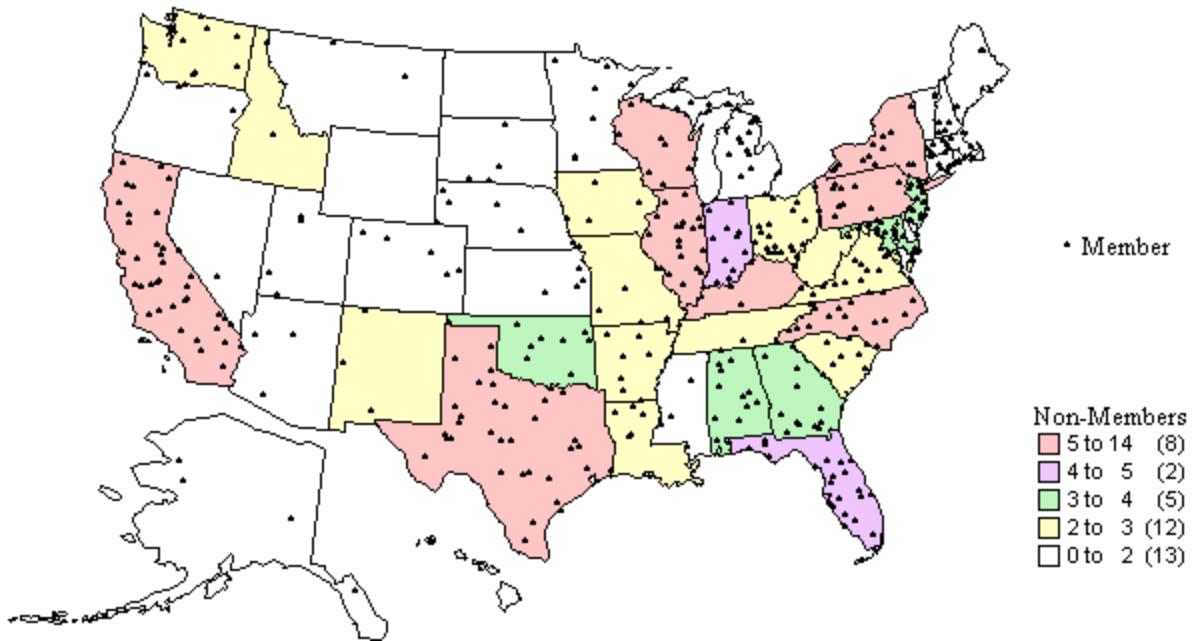 Member
Non-Members
5 to 14 (8)
4 to 5 (2)
3 to 4 (5)
2 to 3 (12)
0 to 2 (13)